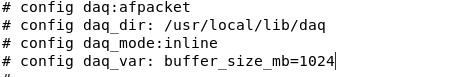 # config daq:afpacket
# config daq_dir: /usr/local/lib/daq
# config daq_mode:inline
# config daq_var: buffer_size_mb=1024